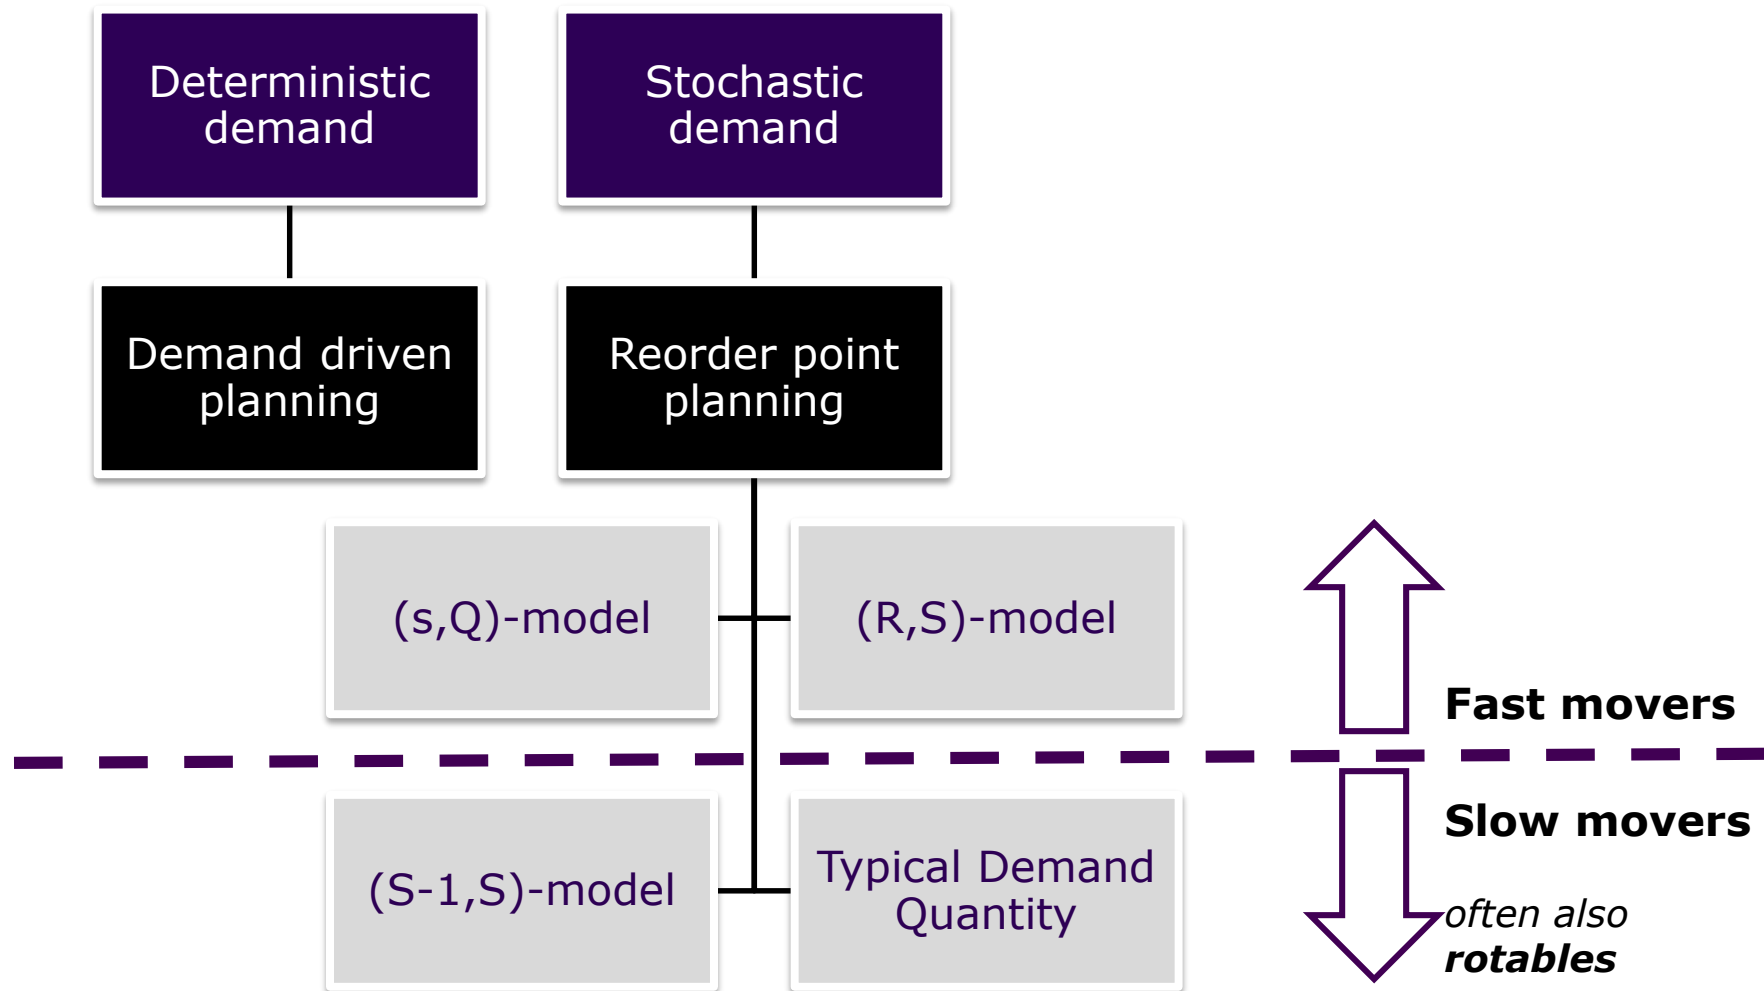 Deterministic
demand
Stochastic
demand
Demand driven
planning
Reorder point
planning
(s,Q)-model
(R,S)-model
Fast movers
(S-1,S)-model
Typical Demand
Quantity
Slow movers
often also
rotables